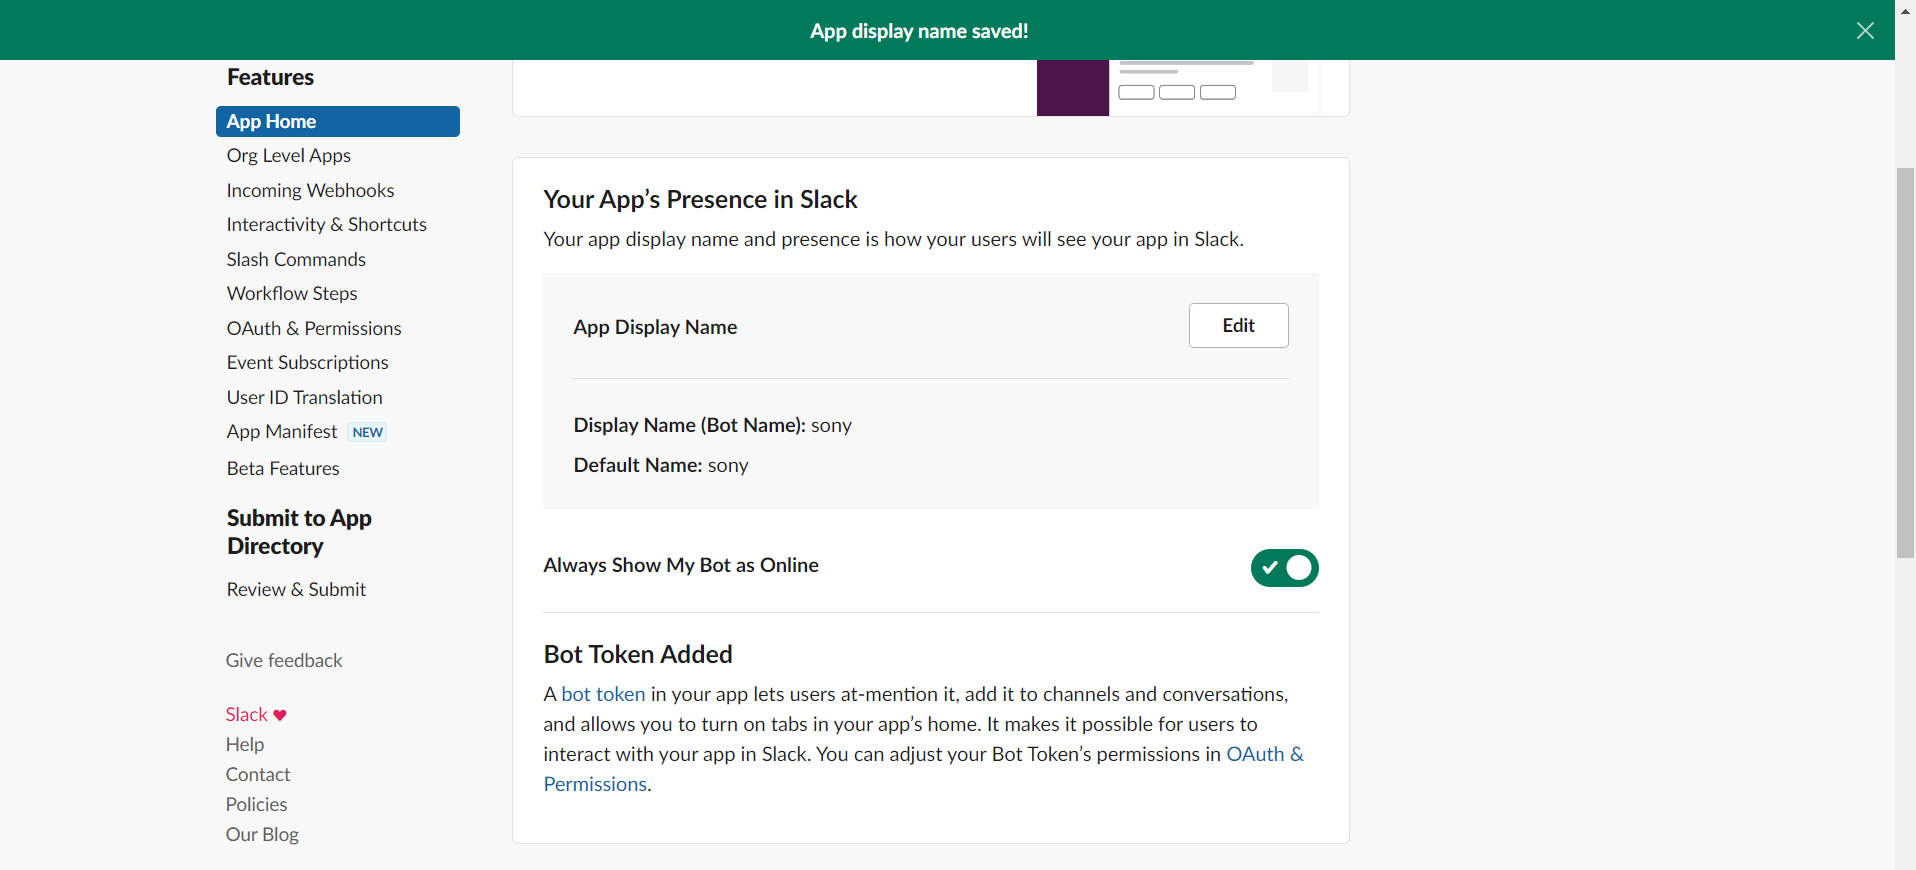 App display name saved!
Features
App Home
Org Level Apps
Incoming Webhooks
Interactivity & Shortcuts
Slash Commands
Workflow Steps
OAuth & Permissions
Event Subscriptions
User ID Translation
App Manifest NEW
Beta Features
Submit to App
Directory
Review & Submit
Give feedback
Slack ♥
Help
Contact
Policies
Our Blog
Your App’s Presence in Slack
Your app display name and presence is how your users will see your app in Slack.
App Display Name
Edit
Display Name (Bot Name): sony
Default Name: sony
Always Show My Bot as Online
Bot Token Added
A bot token in your app lets users at-mention it, add it to channels and conversations,
and allows you to turn on tabs in your app’s home. It makes it possible for users to
interact with your app in Slack. You can adjust your Bot Token’s permissions in OAuth &
Permissions.